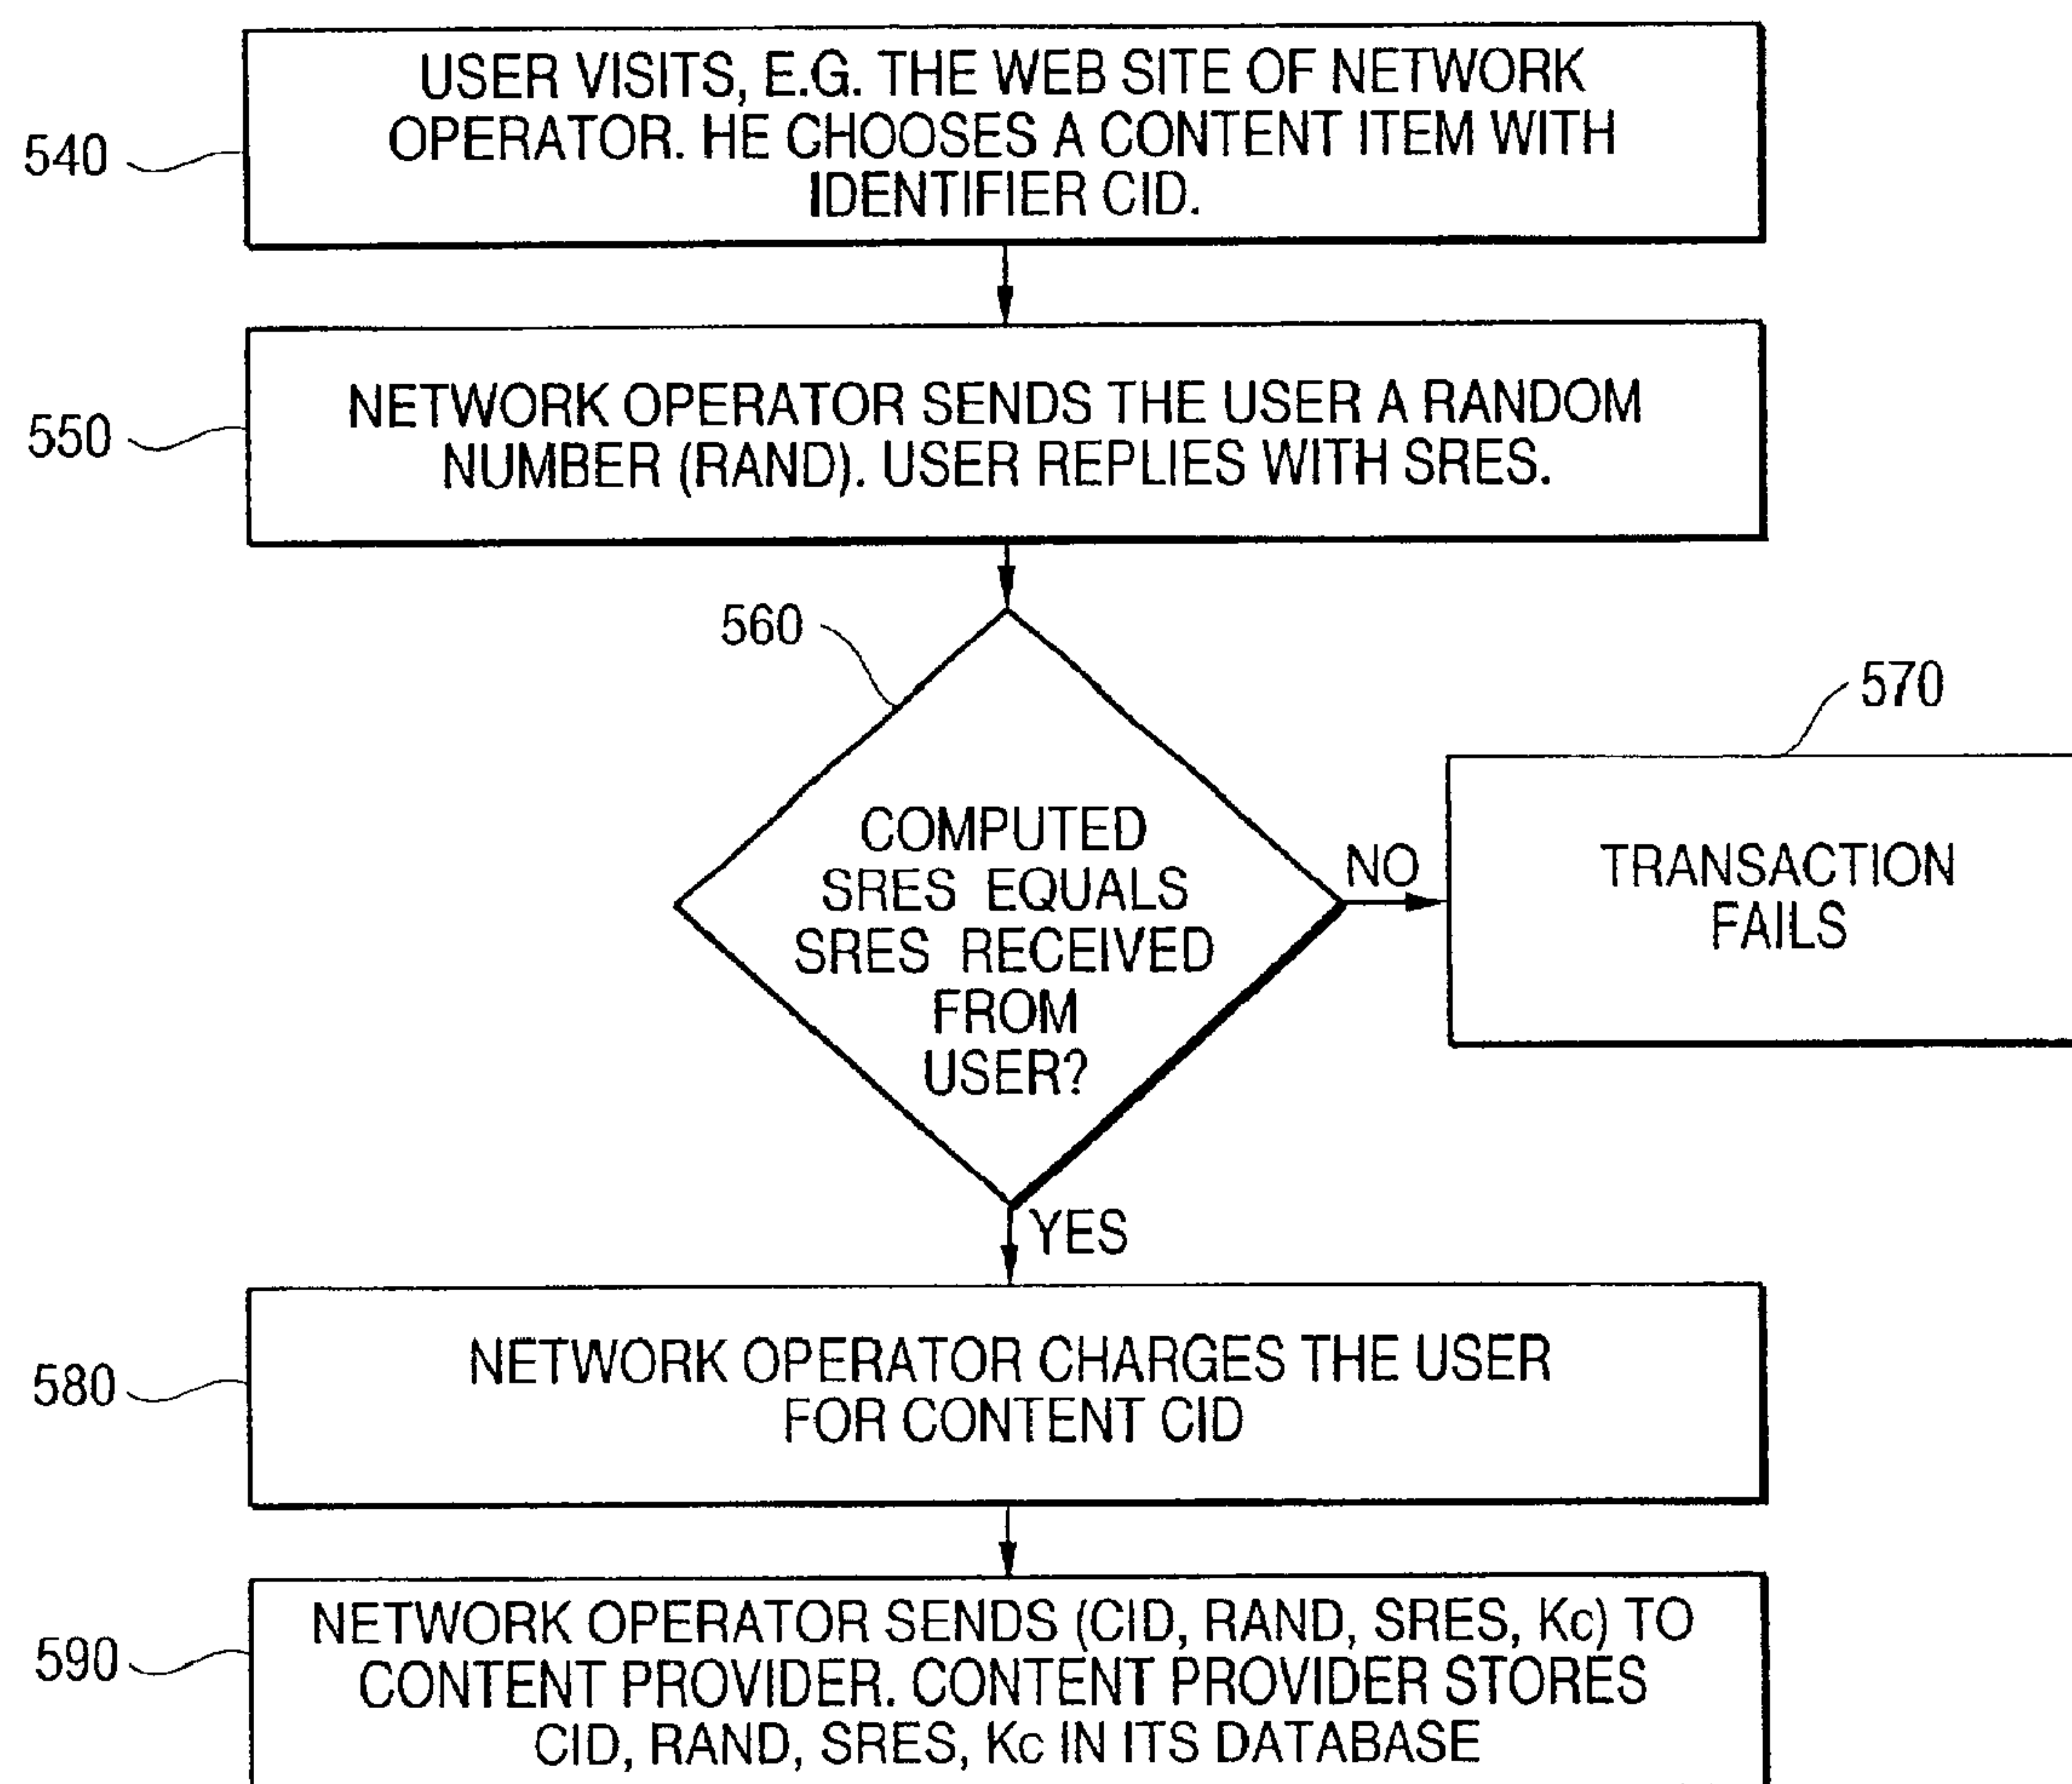 540
USER VISITS, E.G. THE WEB SITE OF NETWORK
OPERATOR. HE CHOOSES A CONTENT ITEM WITH
IDENTIFIER CID.
550
NETWORK OPERATOR SENDS THE USER A RANDOM
NUMBER (RAND). USER REPLIES WITH SRES.
560
COMPUTED
SRES EQUALS
SRES RECEIVED
FROM
USER?
NO
570
TRANSACTION
FAILS
YES
580
NETWORK OPERATOR CHARGES THE USER
FOR CONTENT CID
590
NETWORK OPERATOR SENDS (CID, RAND, SRES, Kc) TO
CONTENT PROVIDER. CONTENT PROVIDER STORES
CID, RAND, SRES, Kc IN ITS DATABASE